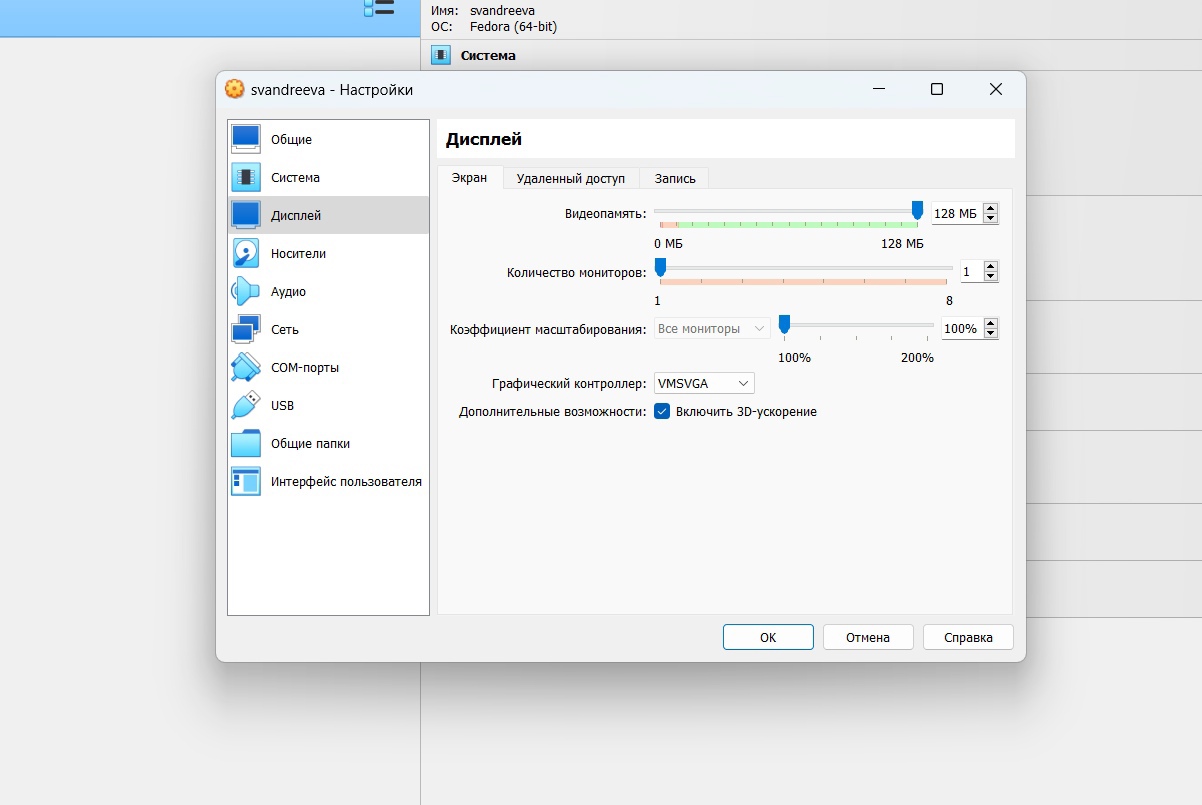 Имя: svandreeva
ОС: Fedora (64-bit)
Система
svandreeva - Настройки
Общие
Система
Дисплей
Носители
Аудио
Сеть
COM-порты
USB
Общие папки
Интерфейс пользователя
Дисплей
Экран Удаленный доступ Запись
Видеопамять: 128 МБ
0 МБ 128 МБ
Количество мониторов: 1
1 8
Коэффициент масштабирования: Все мониторы 100%
100% 200%
Графический контроллер: VMSVGA
Дополнительные возможности: Включить 3D-ускорение
ОК Отмена Справка